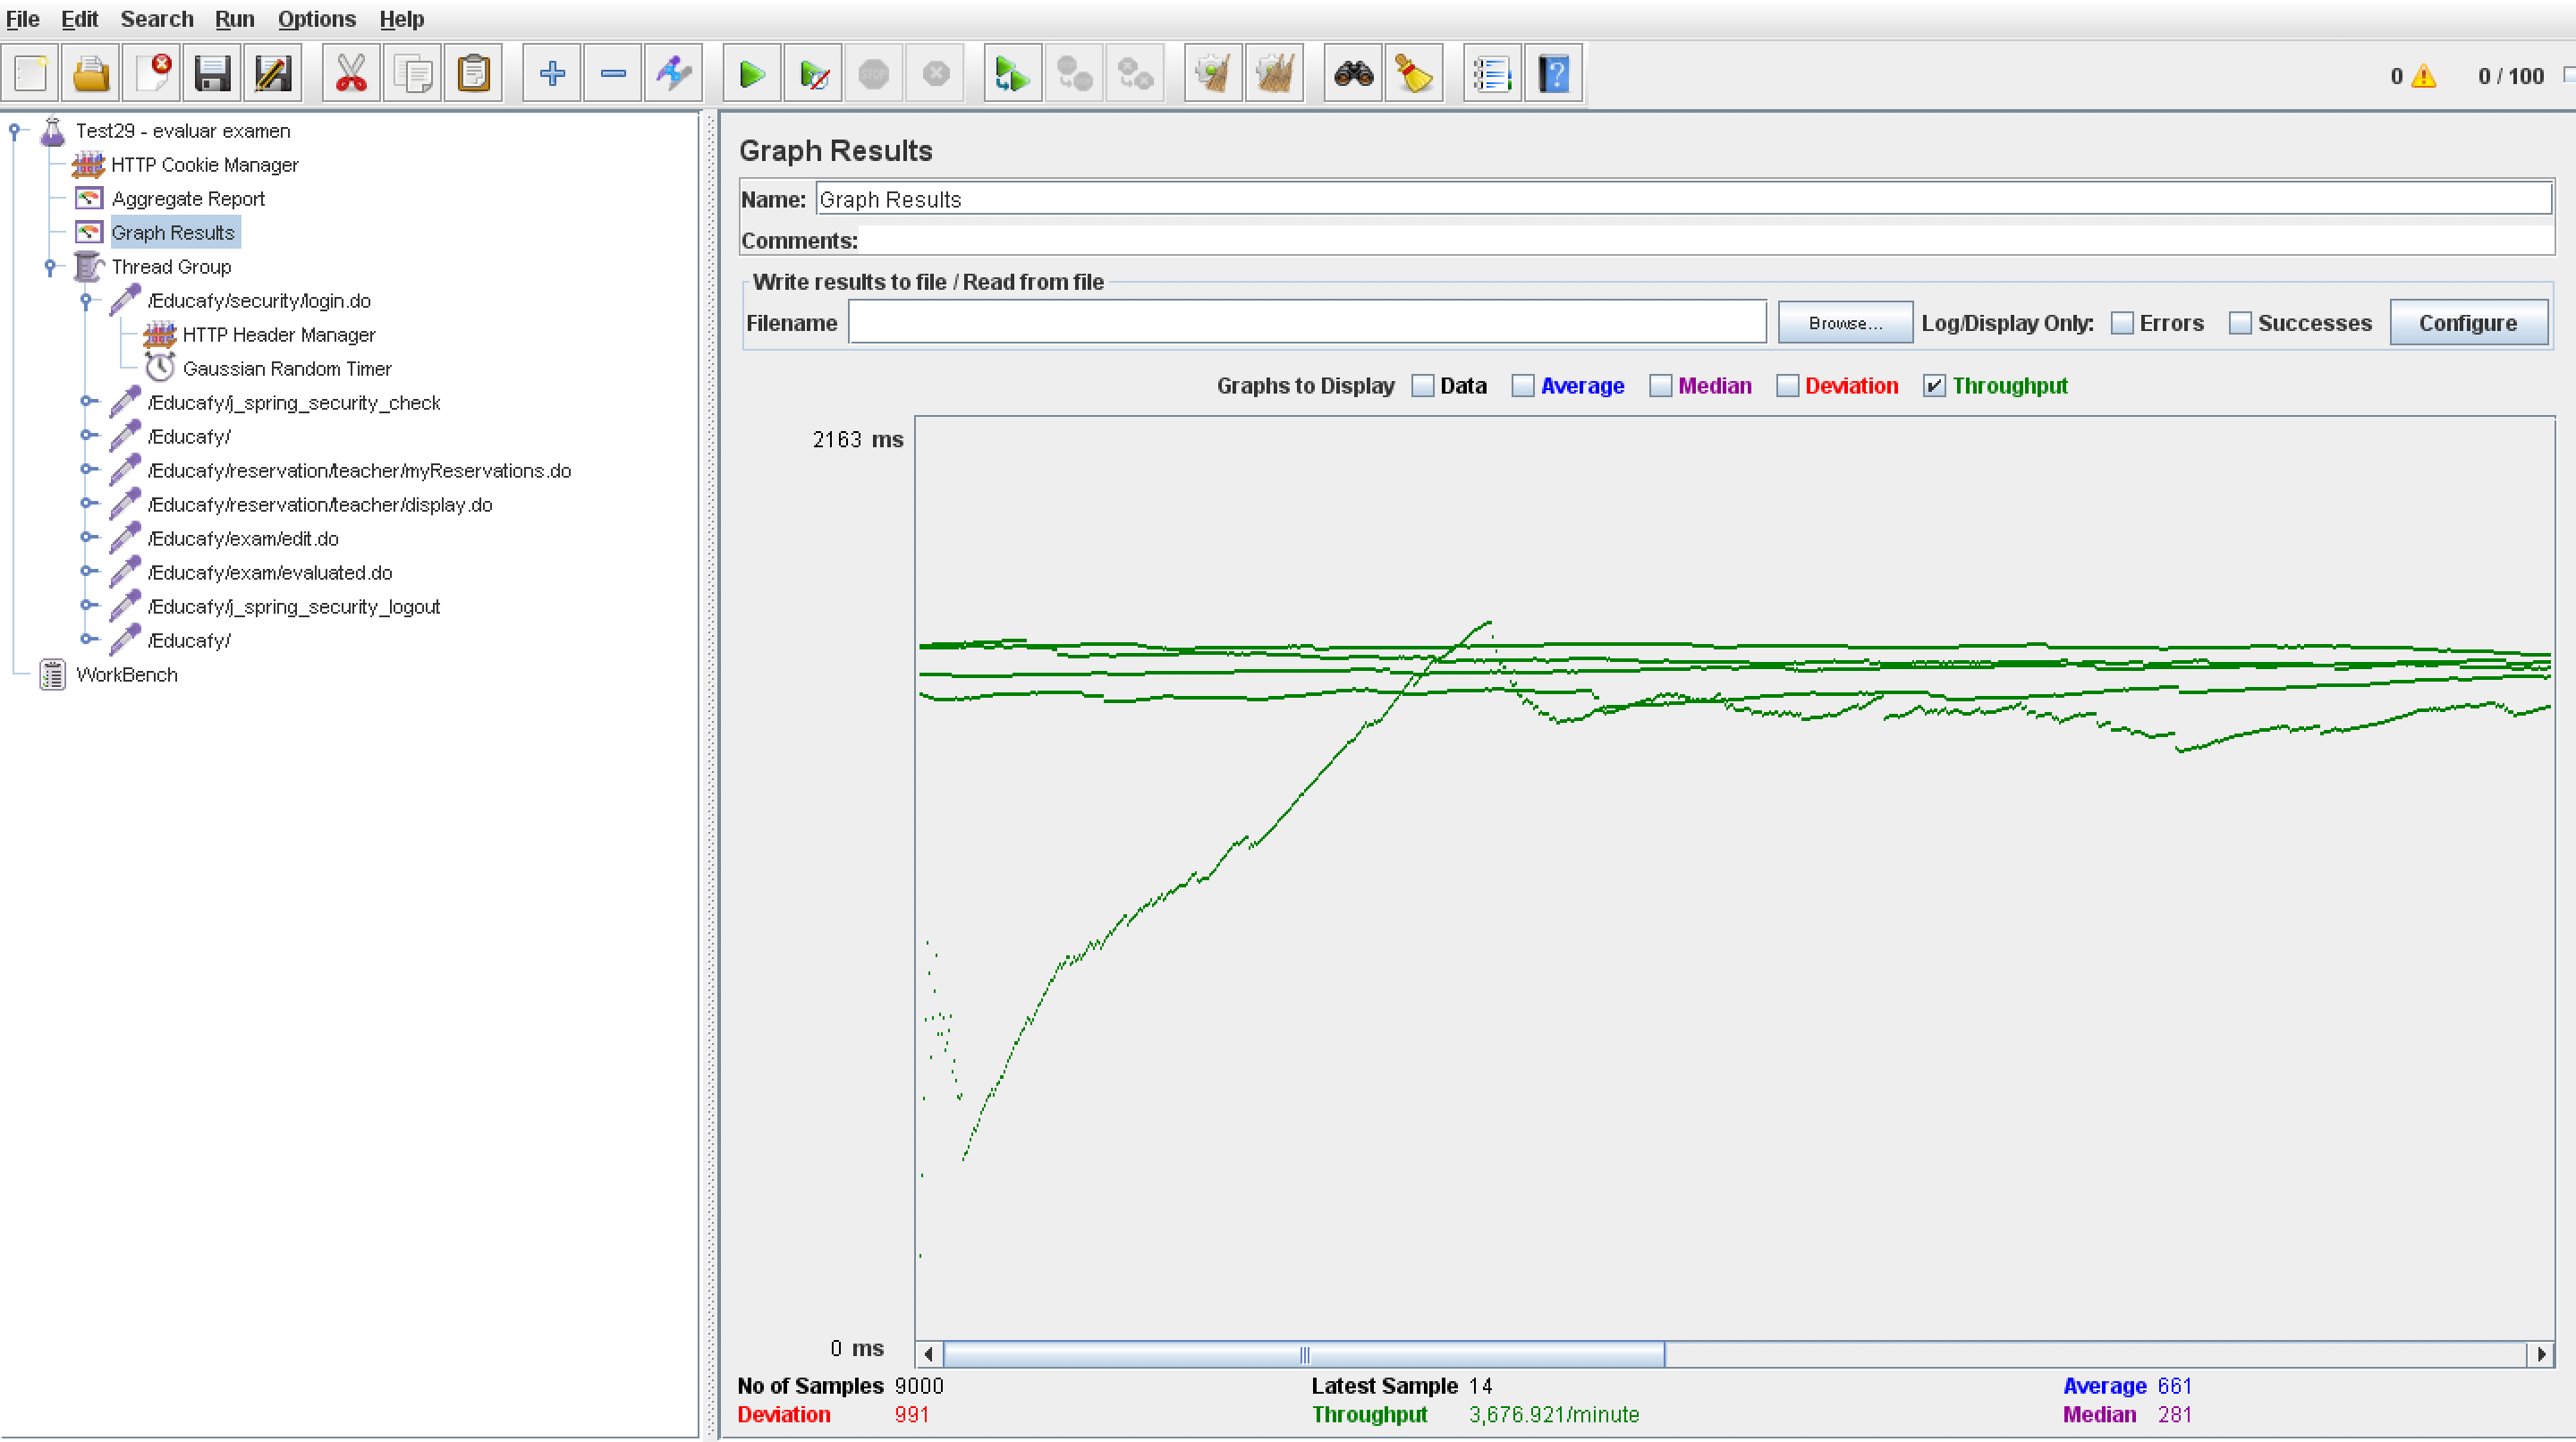 File Edit Search Run Options Help
STOP
0 0 / 100
Test29 - evaluar examen
HTTP Cookie Manager
Aggregate Report
Graph Results
Thread Group
/Educafy/security/login.do
HTTP Header Manager
Gaussian Random Timer
/Educafy/j_spring_security_check
/Educafy/
/Educafy/reservation/teacher/myReservations.do
/Educafy/reservation/teacher/display.do
/Educafy/exam/edit.do
/Educafy/exam/evaluated.do
/Educafy/j_spring_security_logout
/Educafy/
WorkBench
Graph Results
Name: Graph Results
Comments:
Write results to file / Read from file
Filename Browse... Log/Display Only: Errors Successes Configure
Graphs to Display Data Average Median Deviation Throughput
2163 ms
0 ms
No of Samples 9000 Latest Sample 14 Average 661
Deviation 991 Throughput 3,676.921/minute Median 281